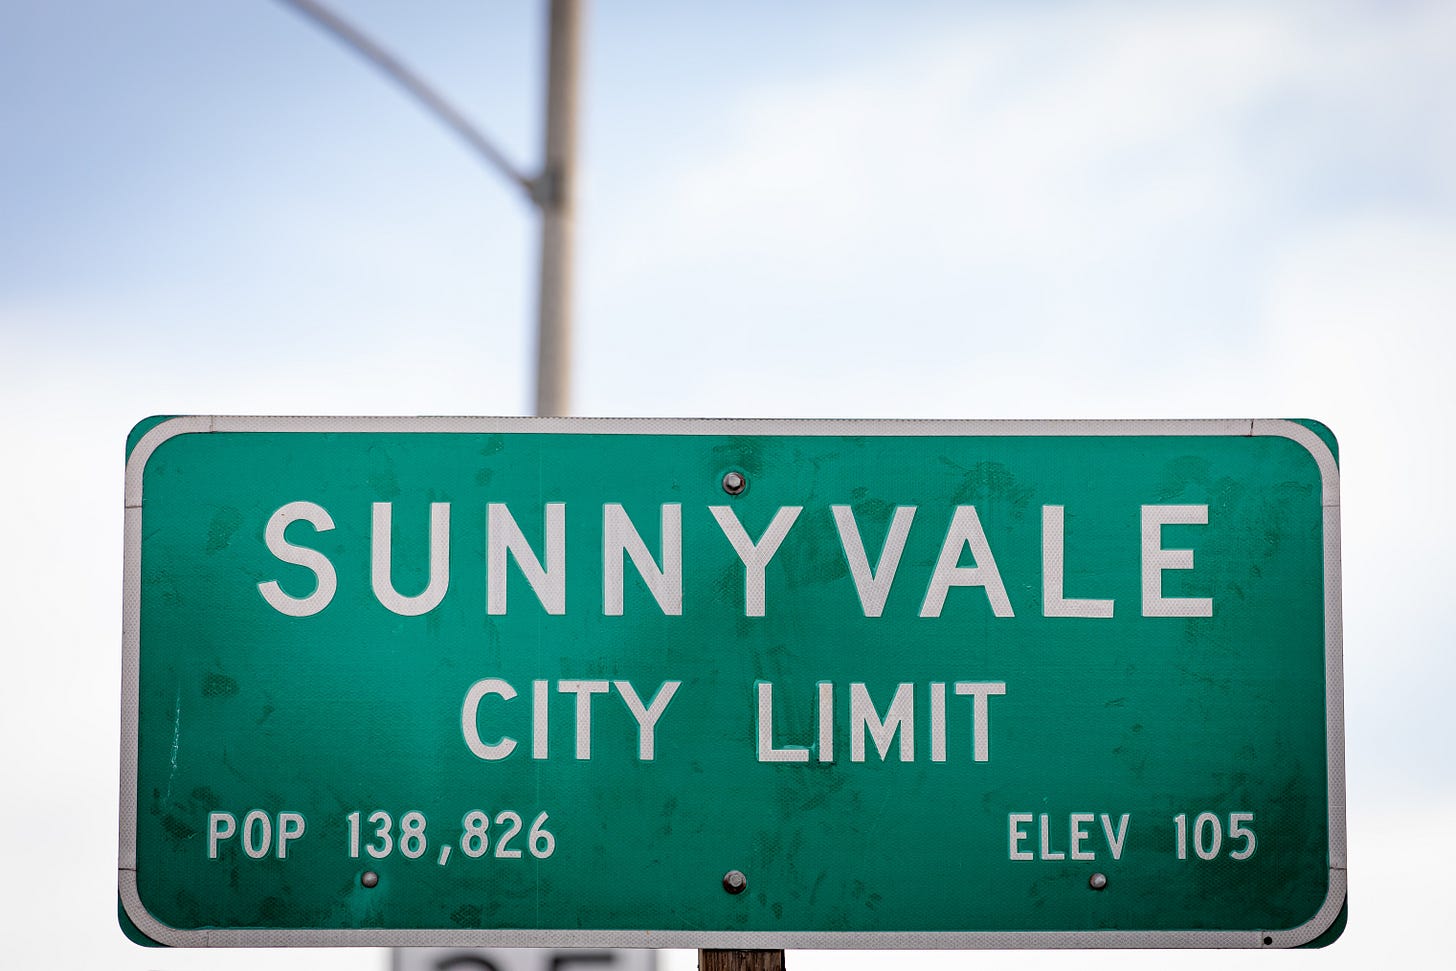 SUNNYVALE
CITY LIMIT
POP 138,826 ELEV 105